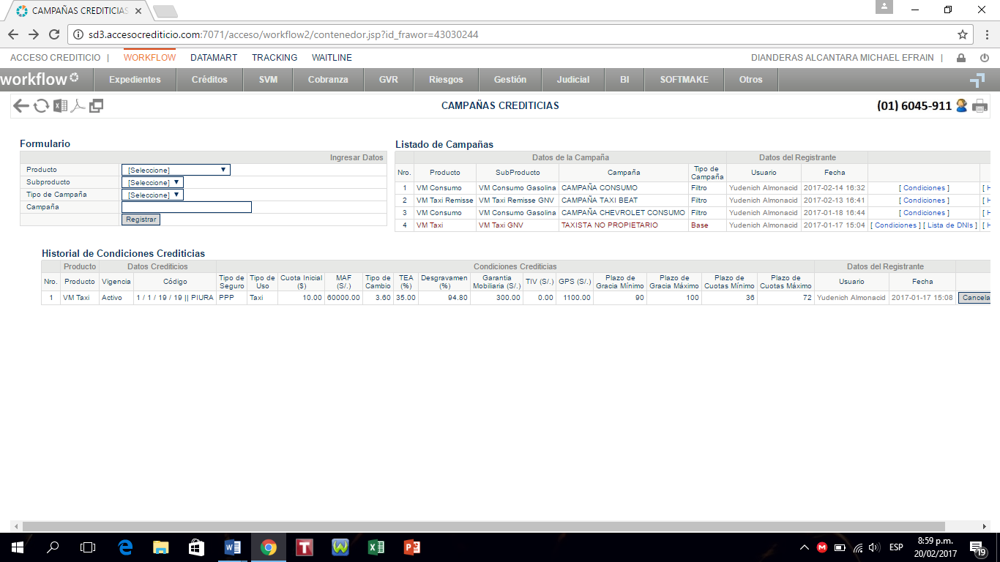 CAMPAÑAS CREDITICIAS
sd3.accesocrediticio.com:7071/acceso/workflow2/contenedor.jsp?id_frawor=43030244
ACCESO CREDITICIO | WORKFLOW DATAMART TRACKING WAITLINE DIANDERAS ALCANTARA MICHAEL EFRAIN |
workflow Expedientes Créditos SVM Cobranza GVR Riesgos Gestión Judicial BI SOFTMAKE Otros
CAMPAÑAS CREDITICIAS (01) 6045-911
Formulario
Ingresar Datos
Producto [Seleccione]
Subproducto [Seleccione]
Tipo de Campaña [Seleccione]
Campaña
Registrar
Listado de Campañas
Datos de la Campaña Datos del Registrante
Nro. Producto SubProducto Campaña Tipo de Campaña Usuario Fecha
1 VM Consumo VM Consumo Gasolina CAMPAÑA CONSUMO Filtro Yudenich Almonacid 2017-02-14 16:32 [ Condiciones ] [ H
2 VM Taxi Remisse VM Taxi Remisse GNV CAMPAÑA TAXI BEAT Filtro Yudenich Almonacid 2017-02-13 16:41 [ Condiciones ] [ H
3 VM Consumo VM Consumo Gasolina CAMPAÑA CHEVROLET CONSUMO Filtro Yudenich Almonacid 2017-01-18 16:44 [ Condiciones ] [ H
4 VM Taxi VM Taxi GNV TAXISTA NO PROPIETARIO Base Yudenich Almonacid 2017-01-17 15:04 [ Condiciones ] [ Lista de DNIs ] [ H
Historial de Condiciones Crediticias
Producto Datos Crediticios Condiciones Crediticias Datos del Registrante
Nro. Producto Vigencia Código Tipo de Seguro Tipo de Uso Cuota Inicial ($) MAF (S/.) Tipo de Cambio TEA (%) Desgravamen (%) Garantia Mobiliaria (S/.) TIV (S/.) GPS (S/.) Plazo de Gracia Mínimo Plazo de Gracia Máximo Plazo de Cuotas Mínimo Plazo de Cuotas Máximo Usuario Fecha
1 VM Taxi Activo 1 / 1 / 19 / 19 || PIURA PPP Taxi 10.00 60000.00 3.60 35.00 94.80 300.00 0.00 1100.00 90 100 36 72 Yudenich Almonacid 2017-01-17 15:08 Cancela
ESP
8:59 p.m.
20/02/2017
19